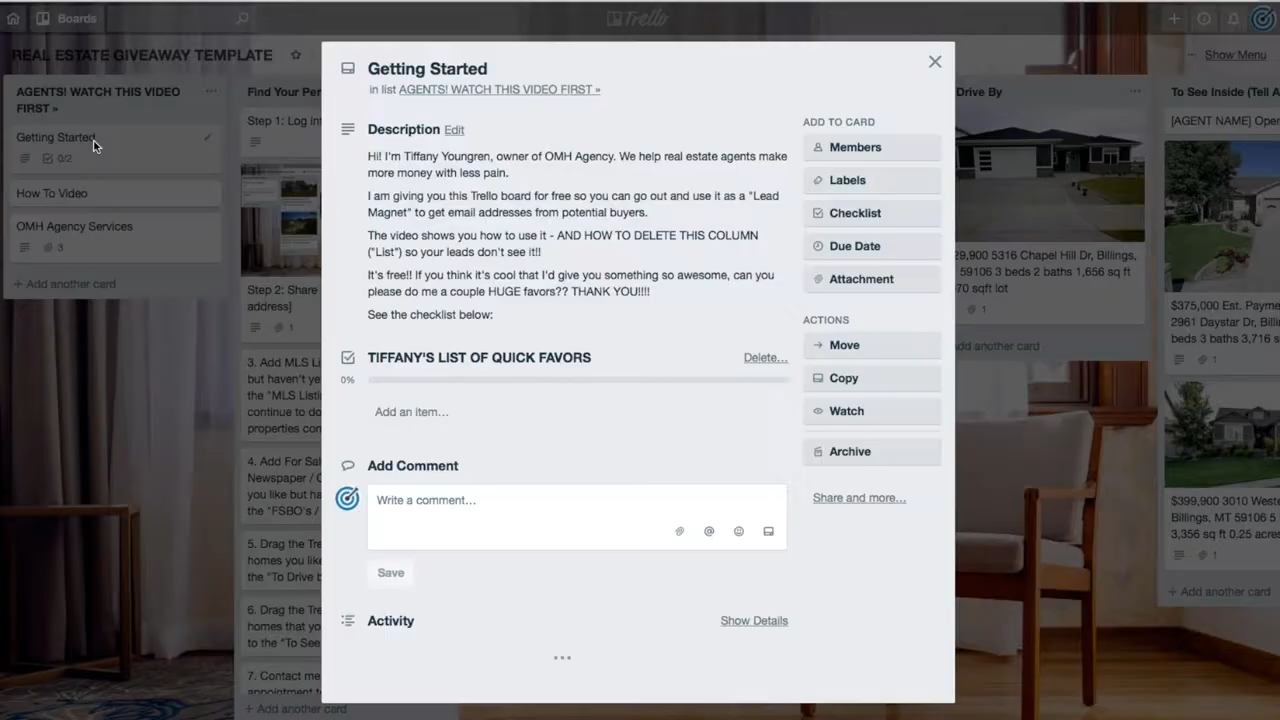 Boards
Trello
REAL ESTATE GIVEAWAY TEMPLATE
Show Menu
AGENTS! WATCH THIS VIDEO
FIRST »
Getting Started
0/2
How To Video
OMH Agency Services
3
+ Add another card
Find Your Per
Step 1: Log in
Step 2: Share
address]
1
3. Add MLS Li
but haven't ye
the "MLS Listi
continue to do
properties con
4. Add For Sal
Newspaper / C
you like but ha
the "FSBO's /
5. Drag the Tre
homes you like
the "To Drive b
6. Drag the Tre
homes that yo
to the "To See
7. Contact me
appointment t
+ Add another card
Getting Started
in list AGENTS! WATCH THIS VIDEO FIRST »
Description Edit
Hi! I'm Tiffany Youngren, owner of OMH Agency. We help real estate agents make
more money with less pain.
I am giving you this Trello board for free so you can go out and use it as a "Lead
Magnet" to get email addresses from potential buyers.
The video shows you how to use it - AND HOW TO DELETE THIS COLUMN
("List") so your leads don't see it!!
It's free!! If you think it's cool that I'd give you something so awesome, can you
please do me a couple HUGE favors?? THANK YOU!!!!
See the checklist below:
TIFFANY'S LIST OF QUICK FAVORS
Delete…
0%
Add an item…
Add Comment
Write a comment…
@
Save
Activity
Show Details
ADD TO CARD
Members
Labels
Checklist
Due Date
Attachment
ACTIONS
Move
Copy
Watch
Archive
Share and more…
Drive By
29,900 5316 Chapel Hill Dr, Billings,
59106 3 beds 2 baths 1,656 sq ft
70 sqft lot
1
dd another card
To See Inside (Tell A
[AGENT NAME] Open
$375,000 Est. Payme
2961 Daystar Dr, Billin
beds 3 baths 3,716 s
1
$399,900 3010 Weste
Billings, MT 59106 5
3,356 sq ft 0.25 acres
1
+ Add another card